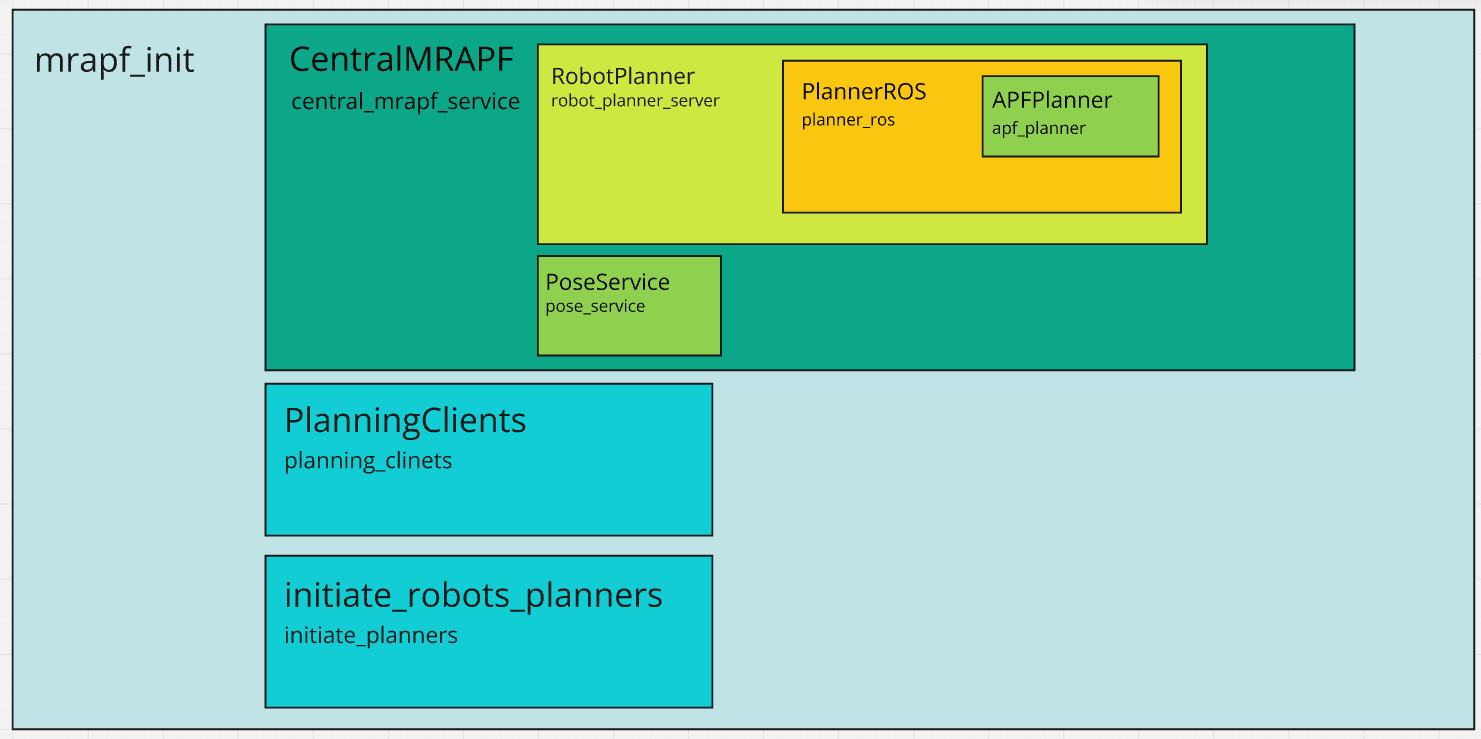 mrapf_init
CentralMRAPF
central_mrapf_service
RobotPlanner
robot_planner_server
PlannerROS
planner_ros
APFPlanner
apf_planner
PoseService
pose_service
PlanningClients
planning_clinets
initiate_robots_planners
initiate_planners